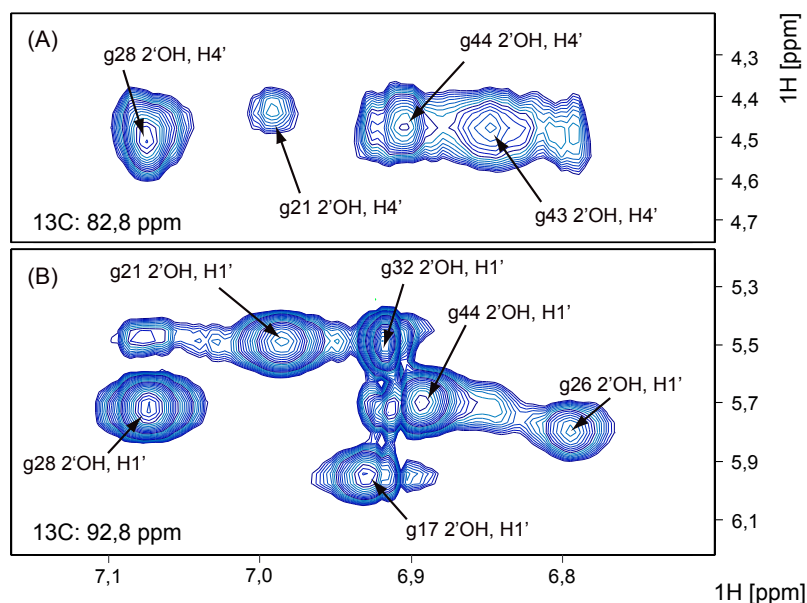 (A)
g28 2‘OH, H4’
g44 2’OH, H4’
g21 2’OH, H4’
g43 2’OH, H4’
13C: 82,8 ppm
4,3
4,4
4,5
4,6
4,7
1H [ppm]
(B)
g21 2’OH, H1’
g32 2’OH, H1’
g44 2’OH, H1’
g26 2’OH, H1’
g28 2‘OH, H1’
g17 2’OH, H1’
13C: 92,8 ppm
5,3
5,5
5,7
5,9
6,1
7,1
7,0
6,9
6,8
1H [ppm]